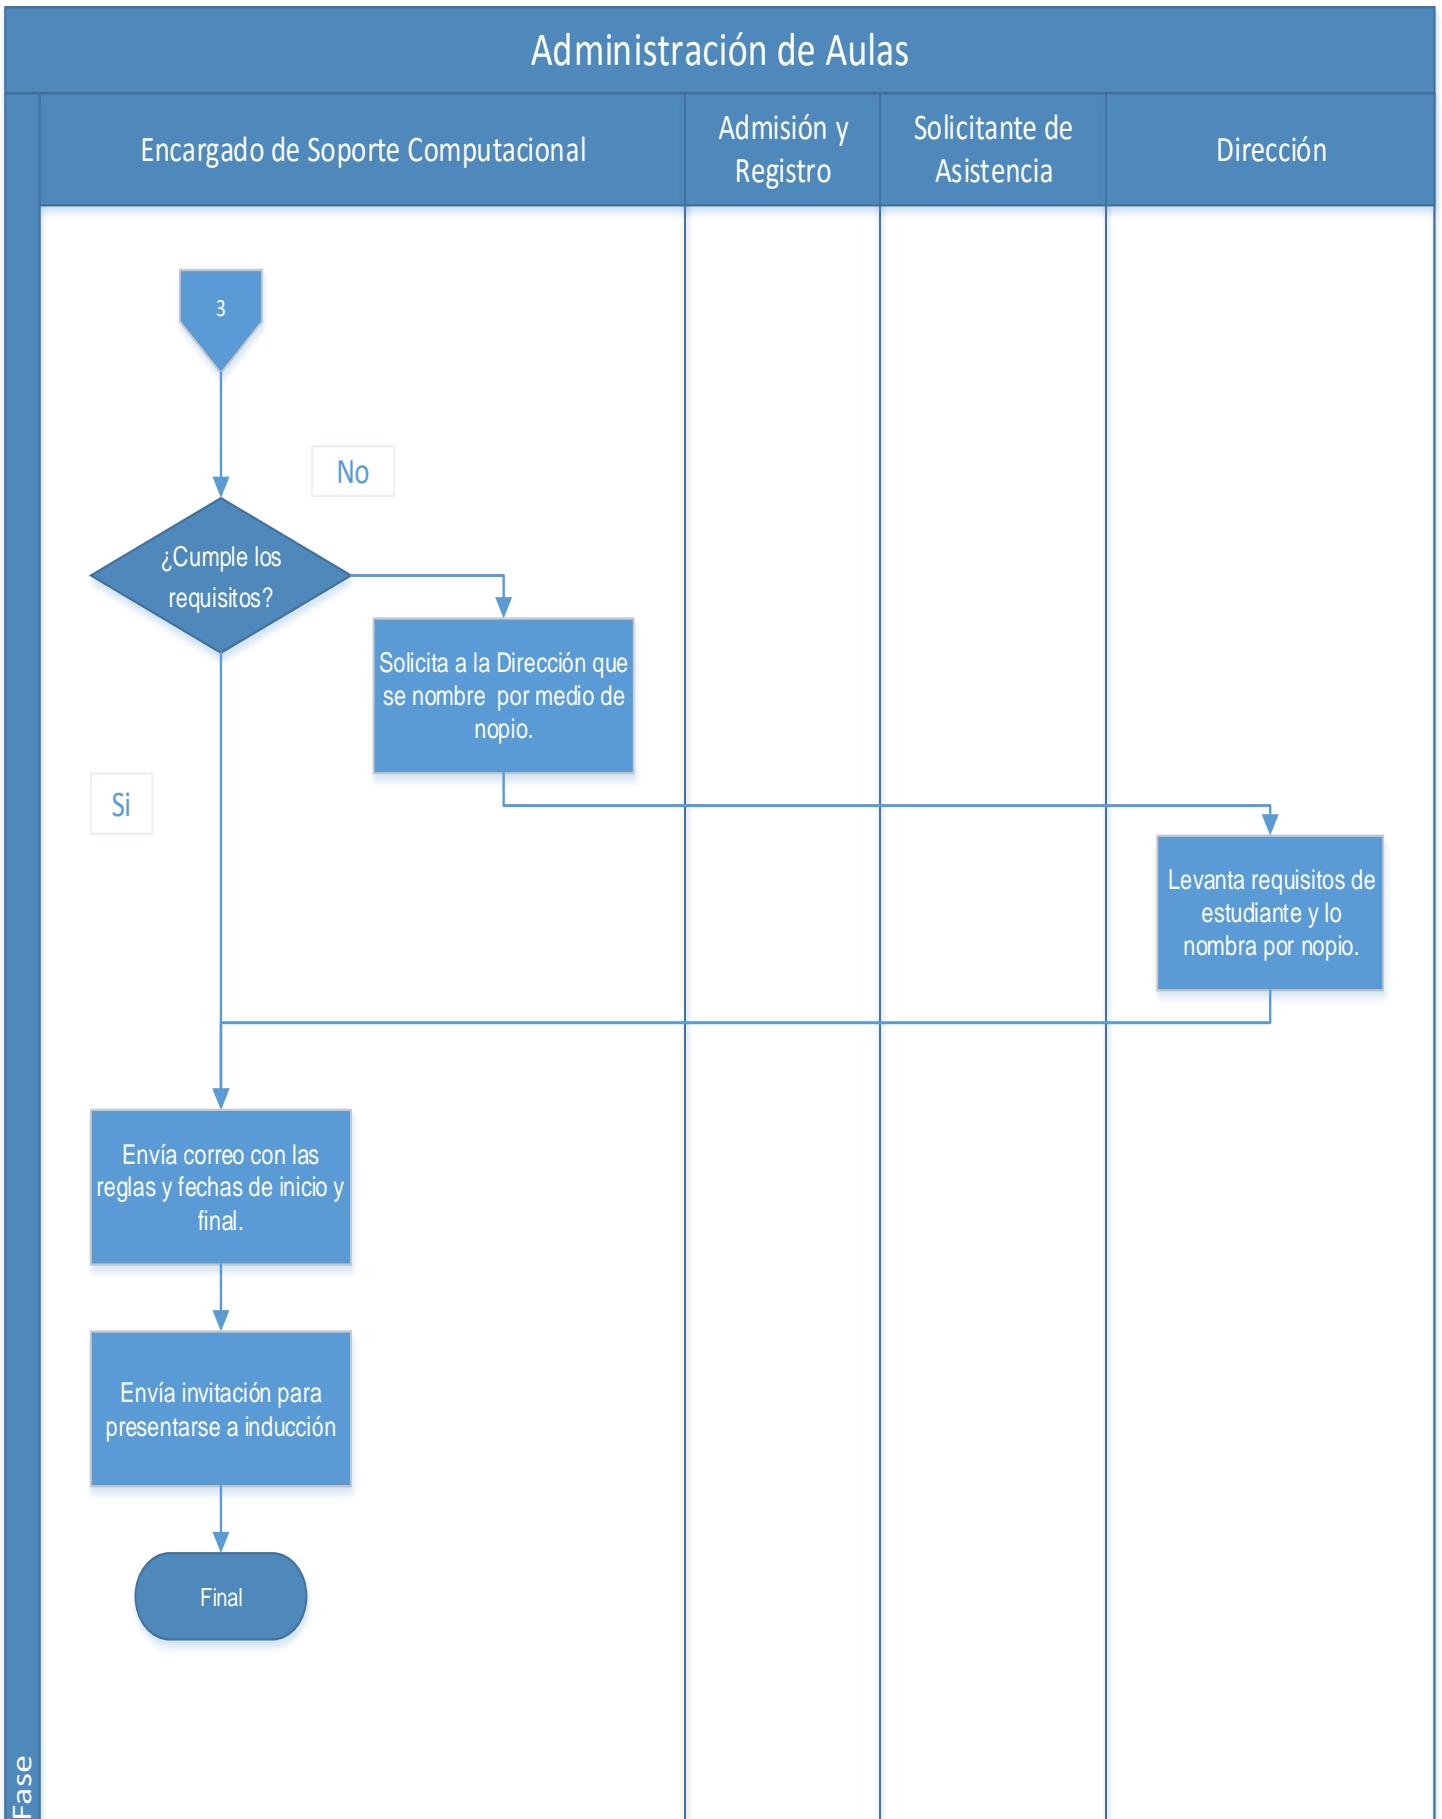 Administración de Aulas
Encargado de Soporte Computacional
Admisión y
Registro
Solicitante de
Asistencia
Dirección
3
No
¿Cumple los
requisitos?
Solicita a la Dirección que
se nombre por medio de
nopio.
Si
Levanta requisitos de
estudiante y lo
nombra por nopio.
Envía correo con las
reglas y fechas de inicio y
final.
Envía invitación para
presentarse a inducción
Final
Fase